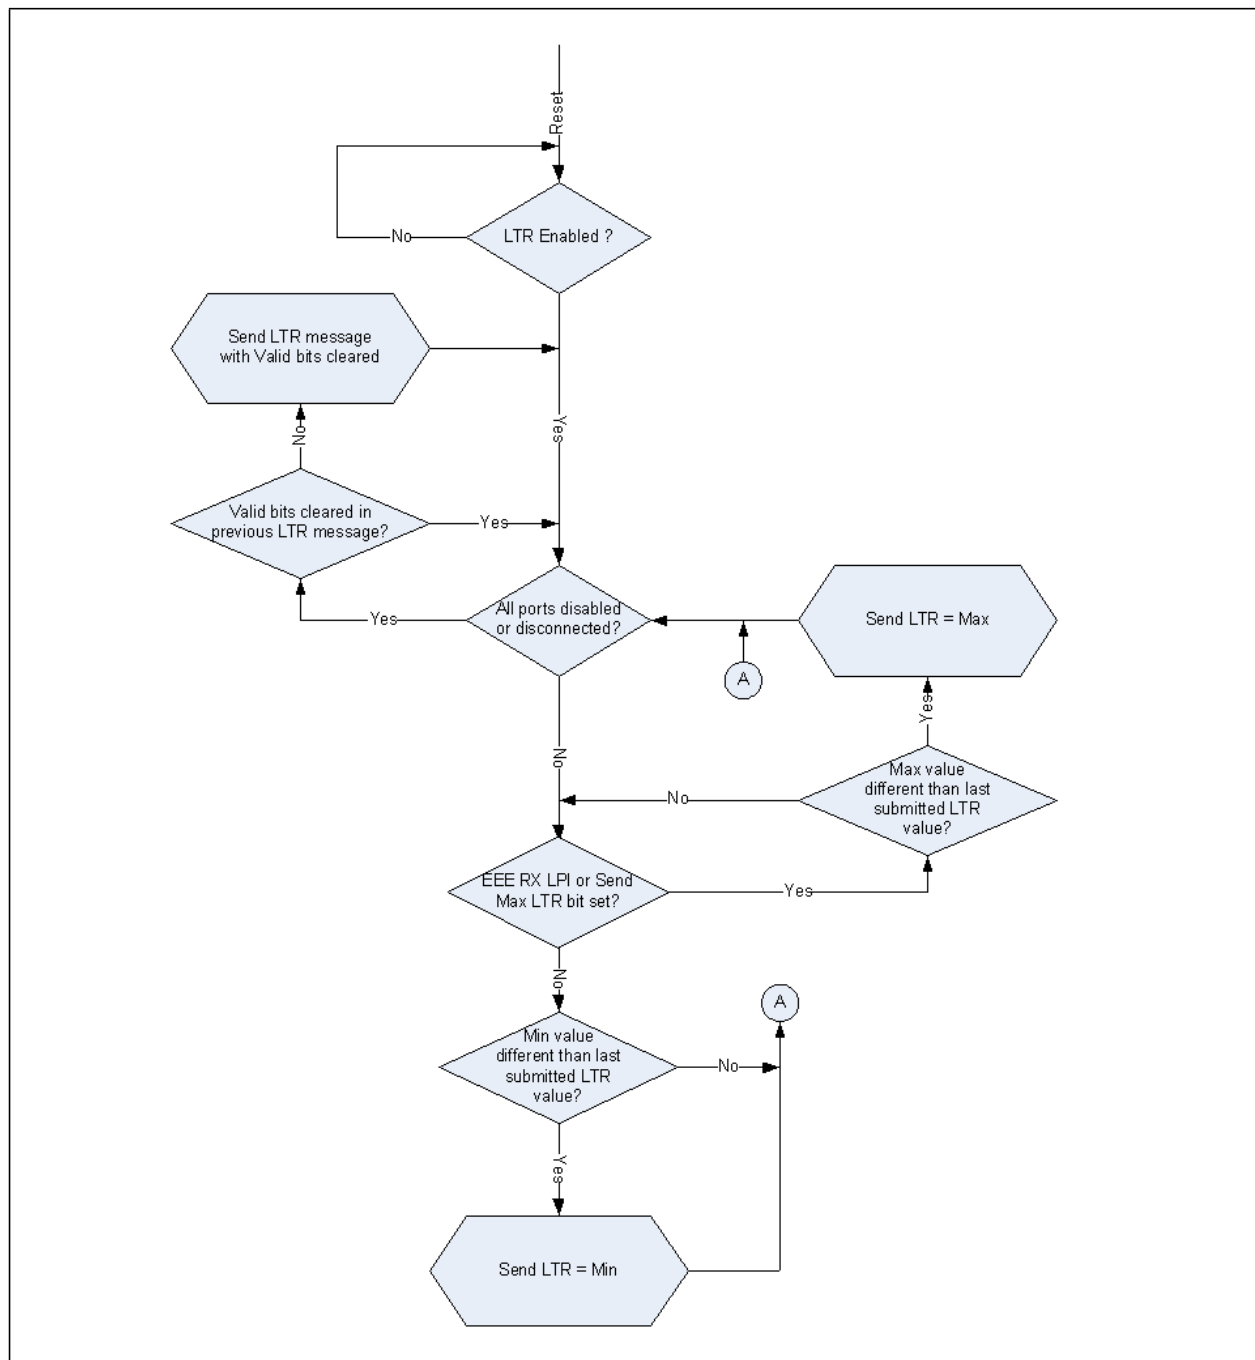 Reset
LTR Enabled ?
No
Send LTR message
with Valid bits cleared
Yes
No
Valid bits cleared in
previous LTR message?
Yes
All ports disabled
or disconnected?
Yes
Send LTR = Max
A
No
Yes
Max value
different than last
submitted LTR
value?
No
EEE RX LPI or Send
Max LTR bit set?
Yes
No
A
Min value
different than last
submitted LTR
value?
No
Yes
Send LTR = Min